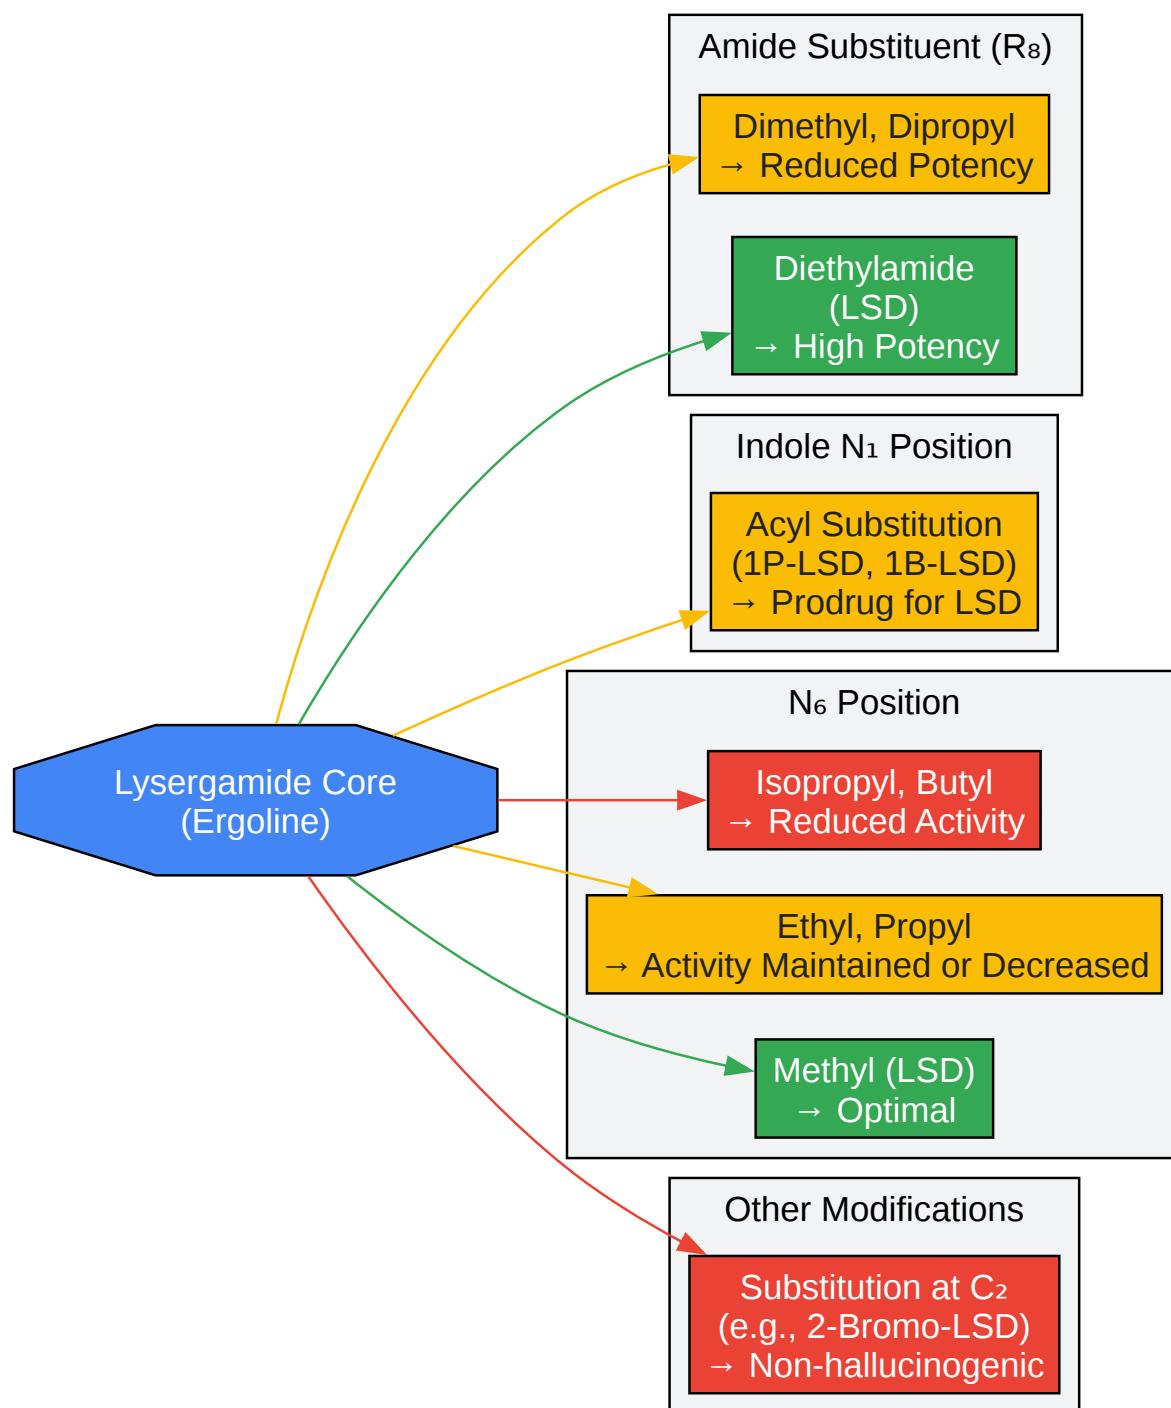 Amide Substituent (R₈)
Dimethyl, Dipropyl
→ Reduced Potency
Diethylamide
(LSD)
→ High Potency
Indole N₁ Position
Acyl Substitution
(1P-LSD, 1B-LSD)
→ Prodrug for LSD
N₆ Position
Lysergamide Core
(Ergoline)
Isopropyl, Butyl
→ Reduced Activity
Ethyl, Propyl
→ Activity Maintained or Decreased
Methyl (LSD)
→ Optimal
Other Modifications
Substitution at C₂
(e.g., 2-Bromo-LSD)
→ Non-hallucinogenic